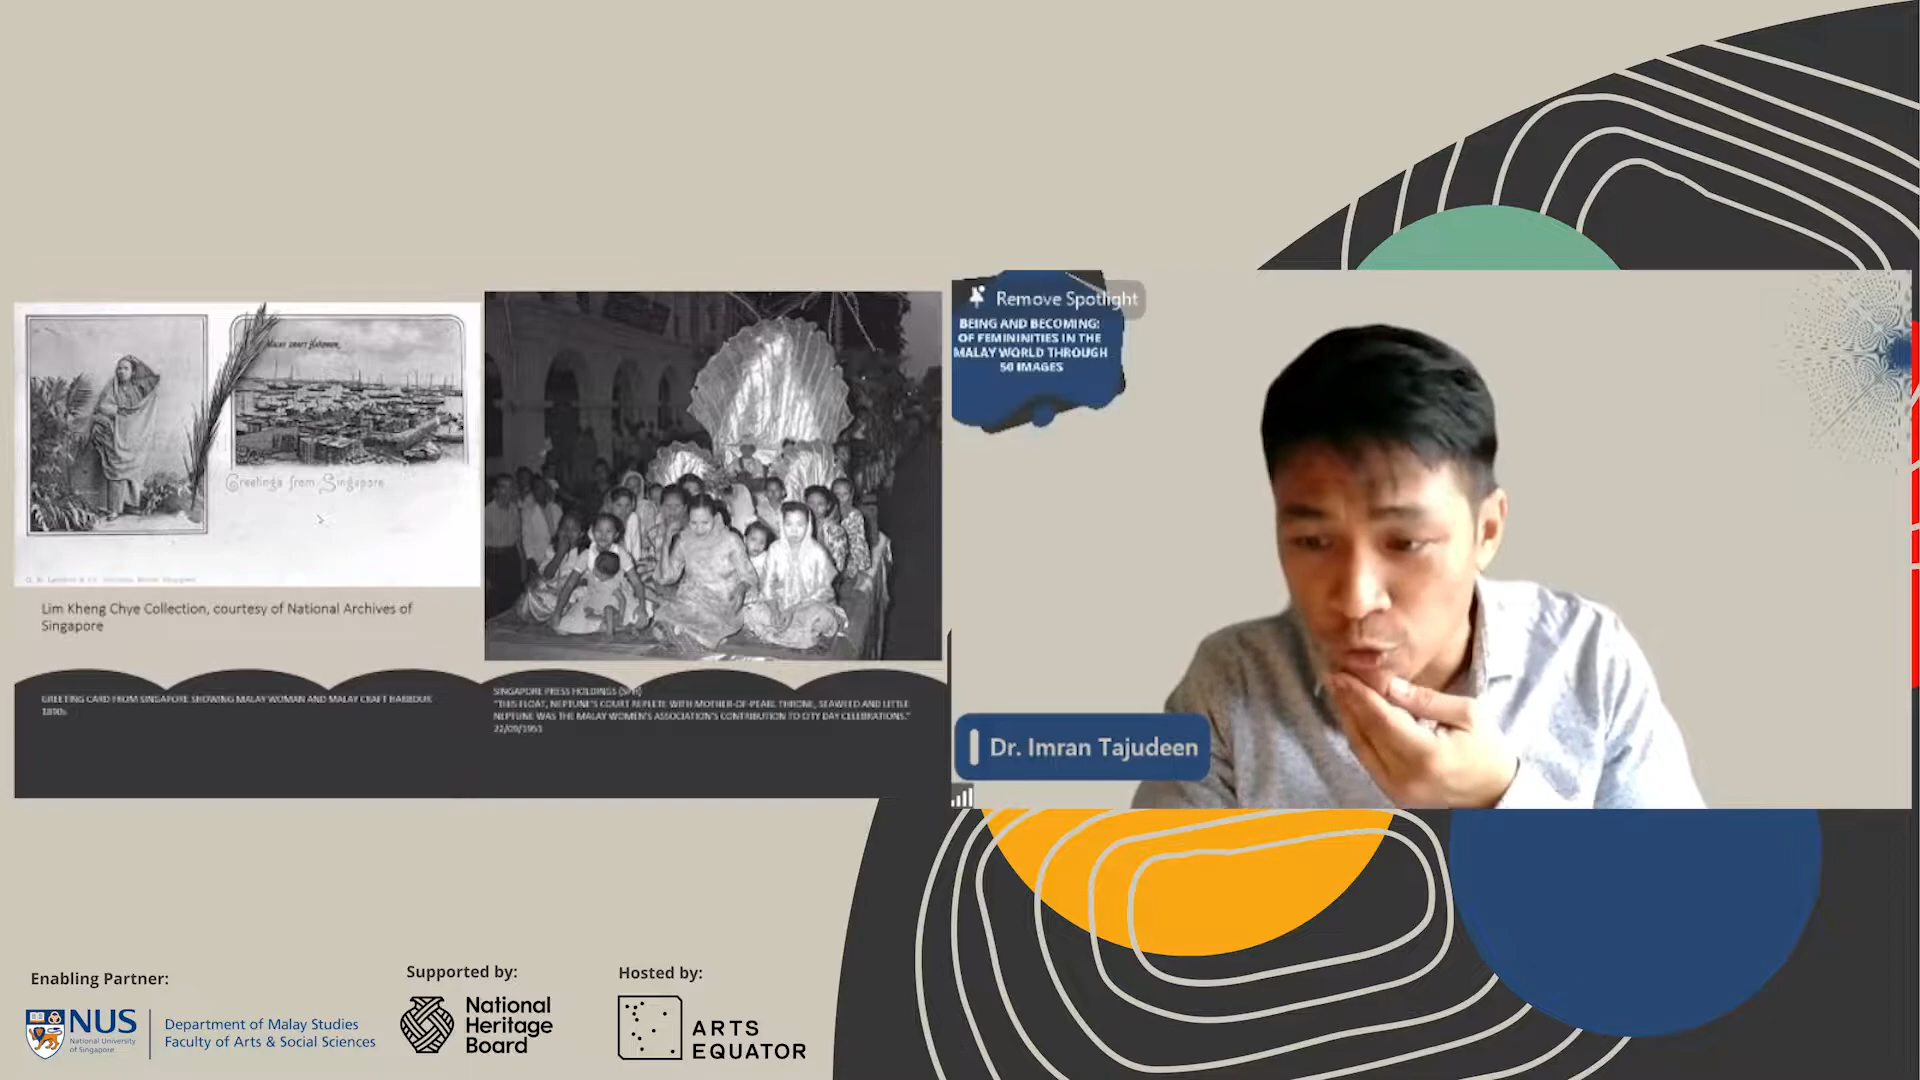 MALAY CRAFT HARBOUR
Greetings from Singapore
Lim Kheng Chye Collection, courtesy of National Archives of
Singapore
GREETING CARD FROM SINGAPORE SHOWING MALAY WOMAN AND MALAY CRAFT HARBOUR
1890s
SINGAPORE PRESS HOLDINGS (SPH)
"THIS FLOAT, NEPTUNE'S COURT REPLETE WITH MOTHER-OF-PEARL THRONE, SEAWEED AND LITTLE
NEPTUNE WAS THE MALAY WOMEN'S ASSOCIATION'S CONTRIBUTION TO CITY DAY CELEBRATIONS."
22/09/1951
Remove Spotlight
BEING AND BECOMING:
OF FEMININITIES IN THE
MALAY WORLD THROUGH
50 IMAGES
Dr. Imran Tajudeen
Enabling Partner:
NUS
National University
of Singapore
Department of Malay Studies
Faculty of Arts & Social Sciences
Supported by:
National
Heritage
Board
Hosted by:
ARTS
EQUATOR